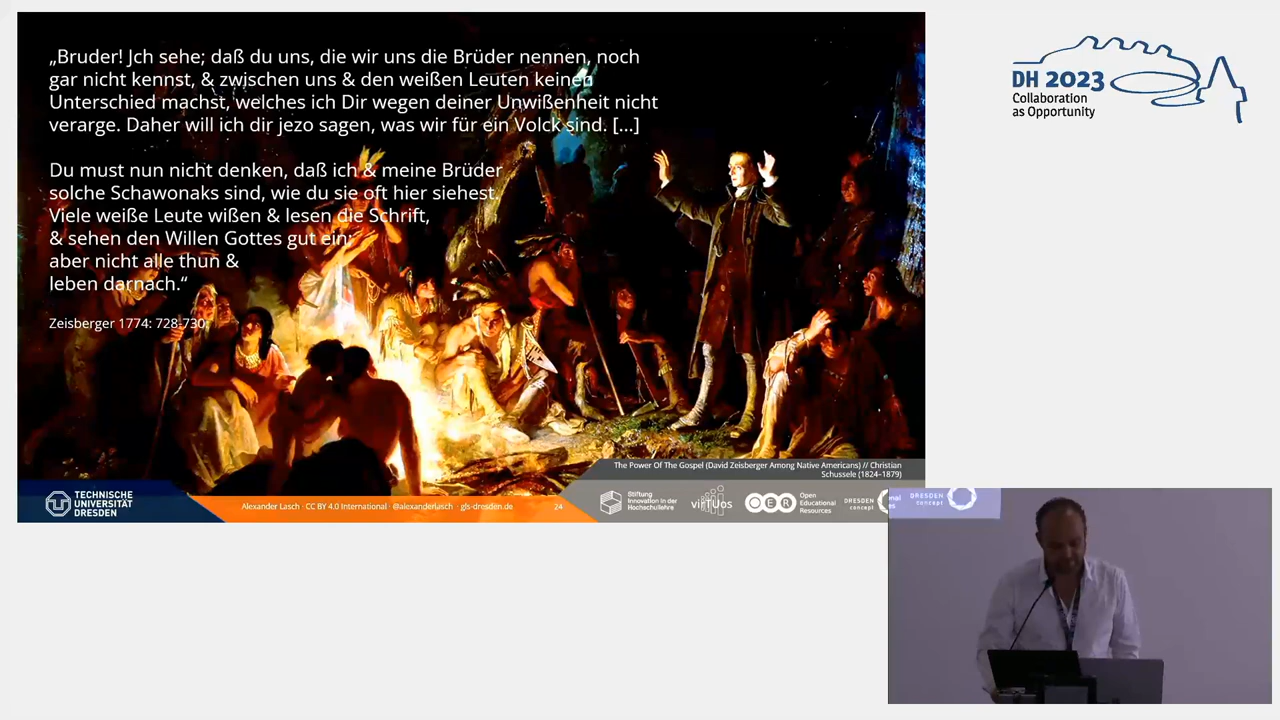 „Bruder! Jch sehe; daß du uns, die wir uns die Brüder nennen, noch
gar nicht kennst, & zwischen uns & den weißen Leuten keinen
Unterschied machst, welches ich Dir wegen deiner Unwißenheit nicht
verarge. Daher will ich dir jezo sagen, was wir für ein Volck sind. [...]
Du must nun nicht denken, daß ich & meine Brüder
solche Schawonaks sind, wie du sie oft hier siehest.
Viele weiße Leute wißen & lesen die Schrift,
& sehen den Willen Gottes gut ein;
aber nicht alle thun &
leben darnach.“
Zeisberger 1774: 728-730.
The Power Of The Gospel (David Zeisberger Among Native Americans) // Christian
Schussele (1824–1879)
TECHNISCHE
UNIVERSITÄT
DRESDEN
Alexander Lasch · CC BY 4.0 International · @alexanderlasch · gls-dresden.de
24
Stiftung
Innovation in der
Hochschullehre
virtUos
OER
Open
Educational
Resources
DRESDEN
concept
DH 2023
Collaboration
as Opportunity
DRESDEN
concept